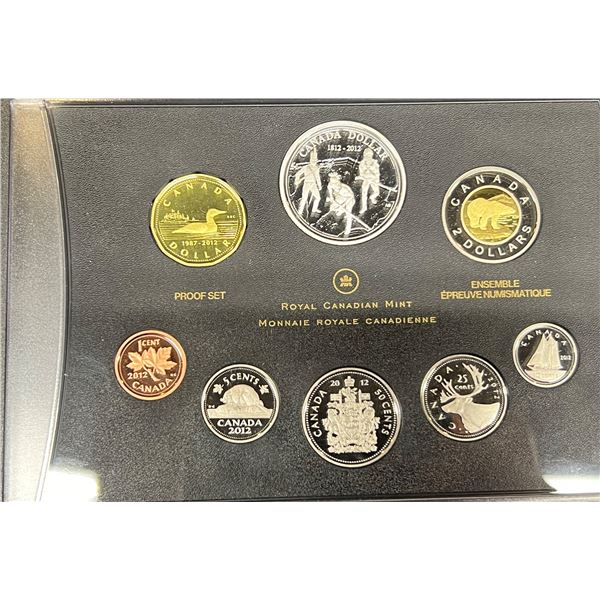 CANADA DOLLAR
1812 - 2012
CANADA
1987 - 2012
DOLLAR
CANADA
2 DOLLARS
PROOF SET
ENSEMBLE
ÉPREUVE NUMISMATIQUE
ROYAL CANADIAN MINT
MONNAIE ROYALE CANADIENNE
1 CENT
2012
CANADA
5 CENTS
CANADA
2012
20 12
CANADA
50 CENTS
25
CENTS
CANADA
2012
CANADA
2012